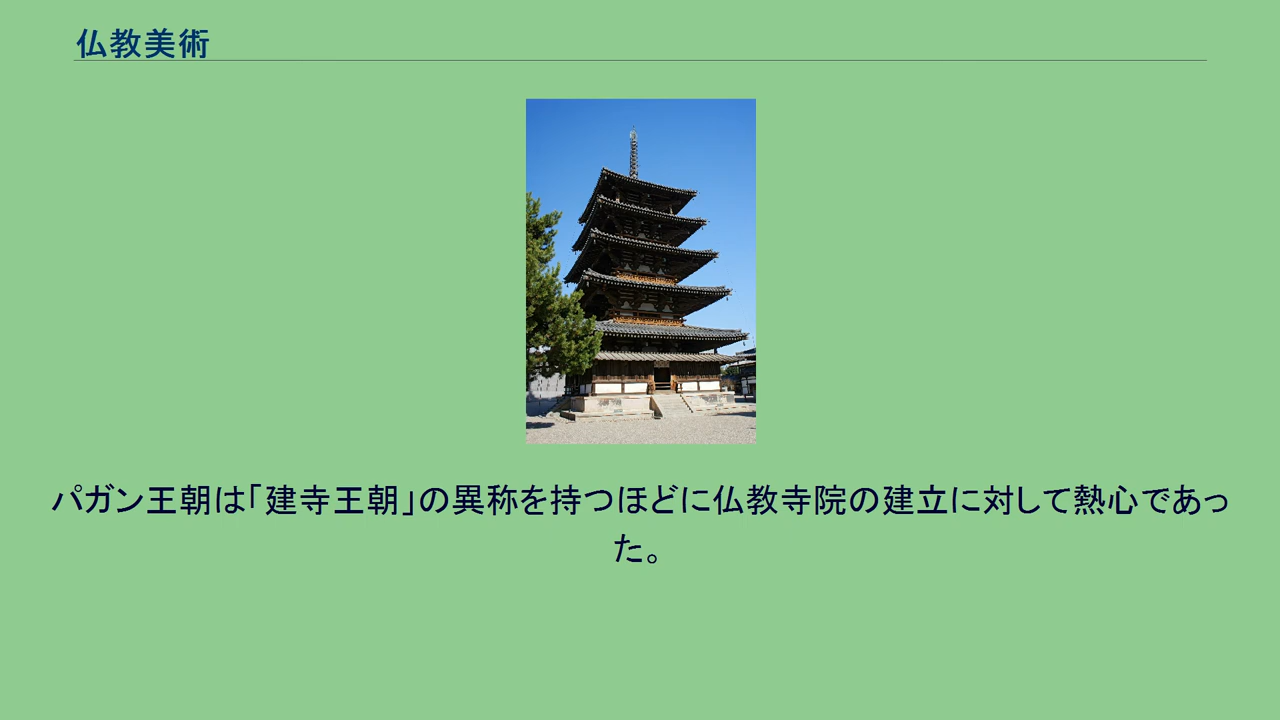 仏教美術
パガン王朝は「建寺王朝」の異称を持つほどに仏教寺院の建立に対して熱心であっ
た。